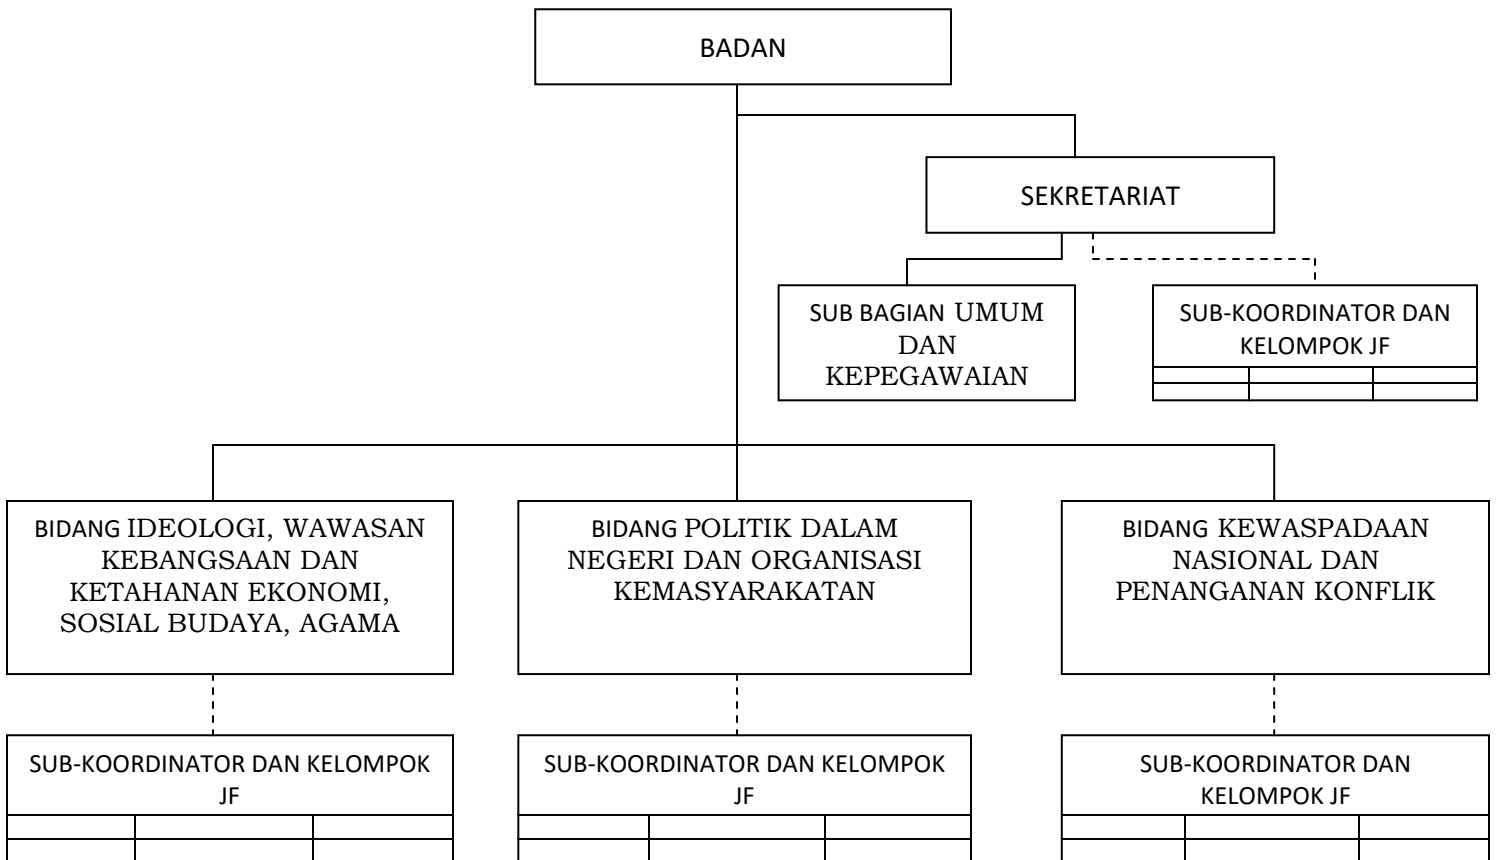 BADAN
SEKRETARIAT
SUB BAGIAN UMUM
DAN
KEPEGAWAIAN
SUB-KOORDINATOR DAN
KELOMPOK JF
BIDANG IDEOLOGI, WAWASAN
KEBANGSAAN DAN
KETAHANAN EKONOMI,
SOSIAL BUDAYA, AGAMA
BIDANG POLITIK DALAM
NEGERI DAN ORGANISASI
KEMASYARAKATAN
BIDANG KEWASPADAAN
NASIONAL DAN
PENANGANAN KONFLIK
SUB-KOORDINATOR DAN KELOMPOK
JF
SUB-KOORDINATOR DAN KELOMPOK
JF
SUB-KOORDINATOR DAN
KELOMPOK JF